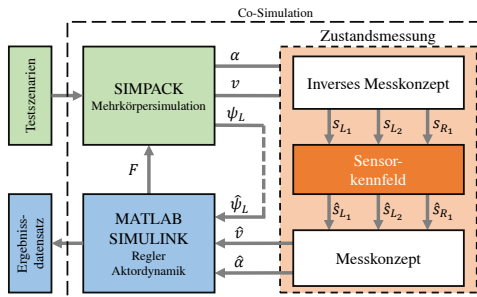 Co-Simulation
Zustandsmessung
Testszenarien
SIMPACK
Mehrkörpersimulation
α
v
ψ_L
Inverses Messkonzept
s_{L_1}
s_{L_2}
s_{R_1}
Sensor-
kennfeld
ŝ_{L_1}
ŝ_{L_2}
ŝ_{R_1}
Messkonzept
F
ψ̂_L
v̂
α̂
MATLAB
SIMULINK
Regler
Aktordynamik
Ergebniss-
datensatz